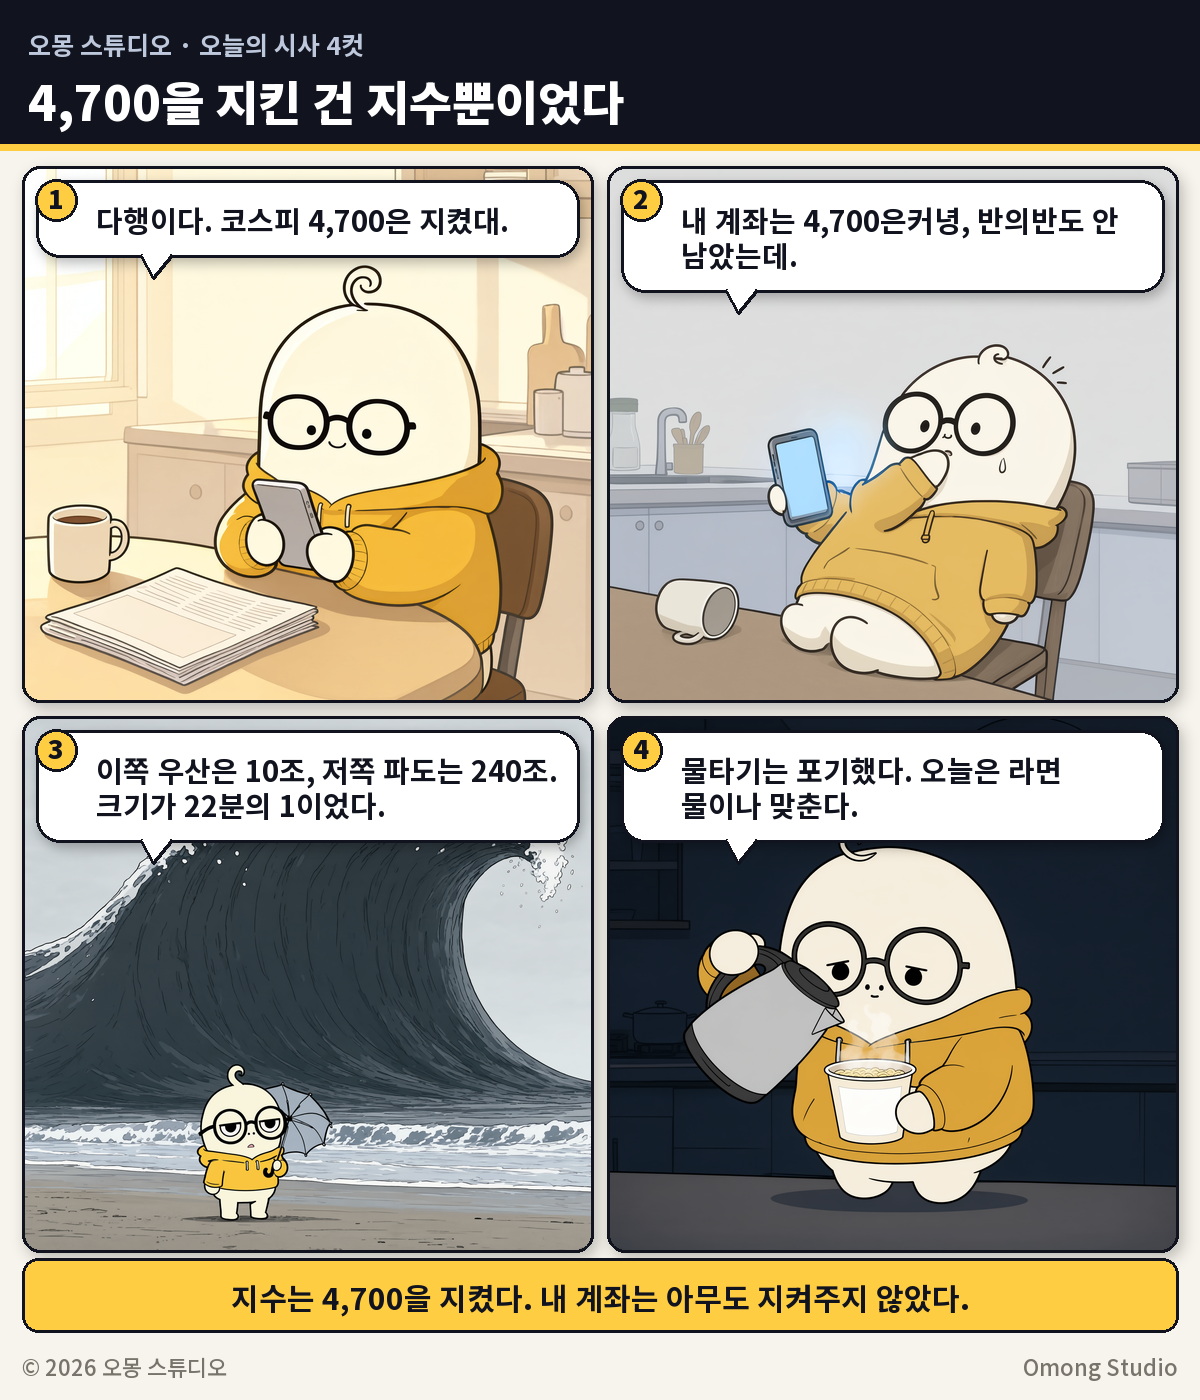 오몽 스튜디오 · 오늘의 시사 4컷
4,700을 지킨 건 지수뿐이었다
1
다행이다. 코스피 4,700은 지켰대.
2
내 계좌는 4,700은커녕, 반의반도 안
남았는데.
3
이쪽 우산은 10조, 저쪽 파도는 240조.
크기가 22분의 1이었다.
4
물타기는 포기했다. 오늘은 라면
물이나 맞춘다.
지수는 4,700을 지켰다. 내 계좌는 아무도 지켜주지 않았다.
© 2026 오몽 스튜디오
Omong Studio